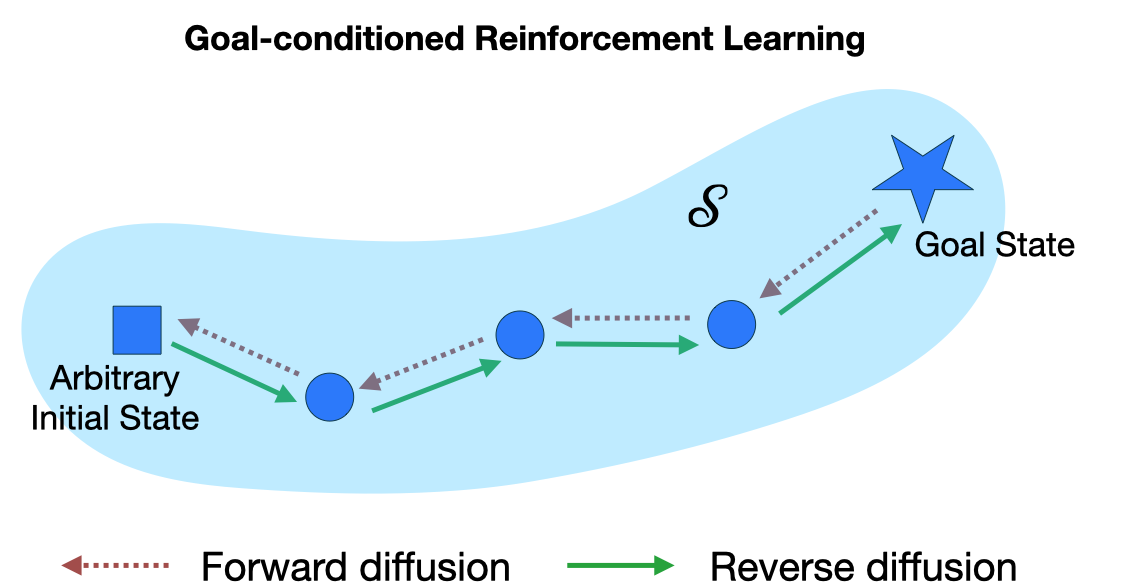 Goal-conditioned Reinforcement Learning
𝒮
Goal State
Arbitrary
Initial State
Forward diffusion
Reverse diffusion